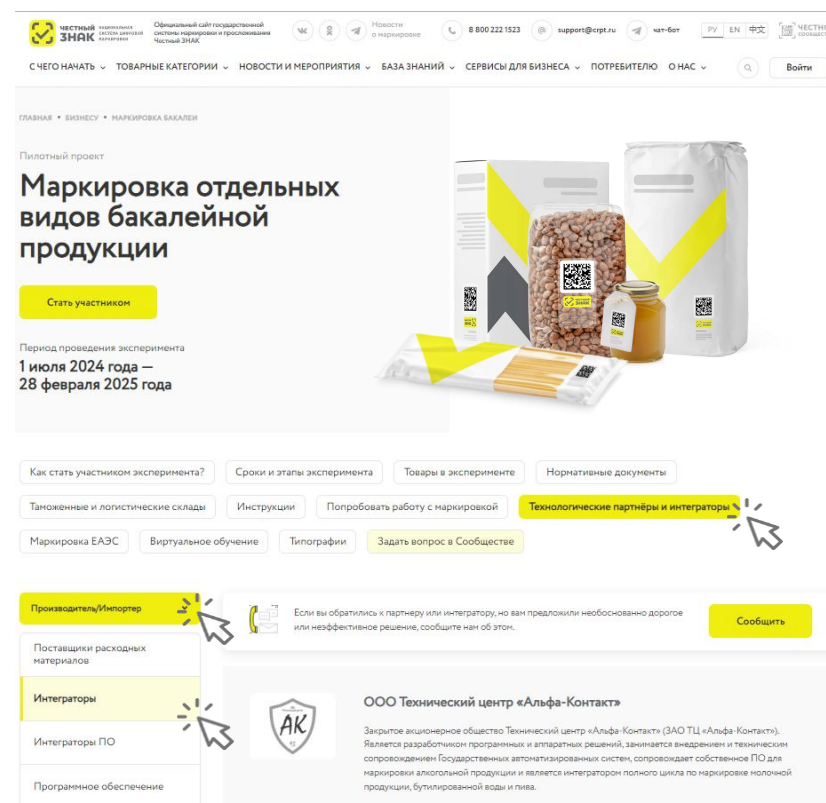 ЧЕСТНЫЙ ЗНАК
НАЦИОНАЛЬНАЯ СИСТЕМА ЦИФРОВОЙ МАРКИРОВКИ
Официальный сайт государственной
системы маркировки и прослеживания
Честный ЗНАК
Новости
о маркировке
8 800 222 1523
support@crpt.ru
чат-бот
РУ EN 中文
С ЧЕГО НАЧАТЬ ТОВАРНЫЕ КАТЕГОРИИ НОВОСТИ И МЕРОПРИЯТИЯ БАЗА ЗНАНИЙ СЕРВИСЫ ДЛЯ БИЗНЕСА ПОТРЕБИТЕЛЮ О НАС Войти
ГЛАВНАЯ • БИЗНЕСУ • МАРКИРОВКА БАКАЛЕИ
Пилотный проект
Маркировка отдельных
видов бакалейной
продукции
Стать участником
Период проведения эксперимента
1 июля 2024 года —
28 февраля 2025 года
Как стать участником эксперимента? Сроки и этапы эксперимента Товары в эксперименте Нормативные документы
Таможенные и логистические склады Инструкции Попробовать работу с маркировкой Технологические партнёры и интеграторы
Маркировка ЕАЭС Виртуальное обучение Типографии Задать вопрос в Сообществе
Производитель/Импортер
Поставщики расходных
материалов
Интеграторы
Интеграторы ПО
Программное обеспечение
Если вы обратились к партнеру или интегратору, но вам предложили необоснованно дорогое
или неэффективное решение, сообщите нам об этом.
Сообщить
АК
ООО Технический центр «Альфа-Контакт»
Закрытое акционерное общество Технический центр «Альфа-Контакт» (ЗАО ТЦ «Альфа-Контакт»).
Является разработчиком программных и аппаратных решений, занимается внедрением и техническим
сопровождением Государственных автоматизированных систем, сопровождает собственное ПО для
маркировки алкогольной продукции и является интегратором полного цикла по маркировке молочной
продукции, бутилированной воды и пива.